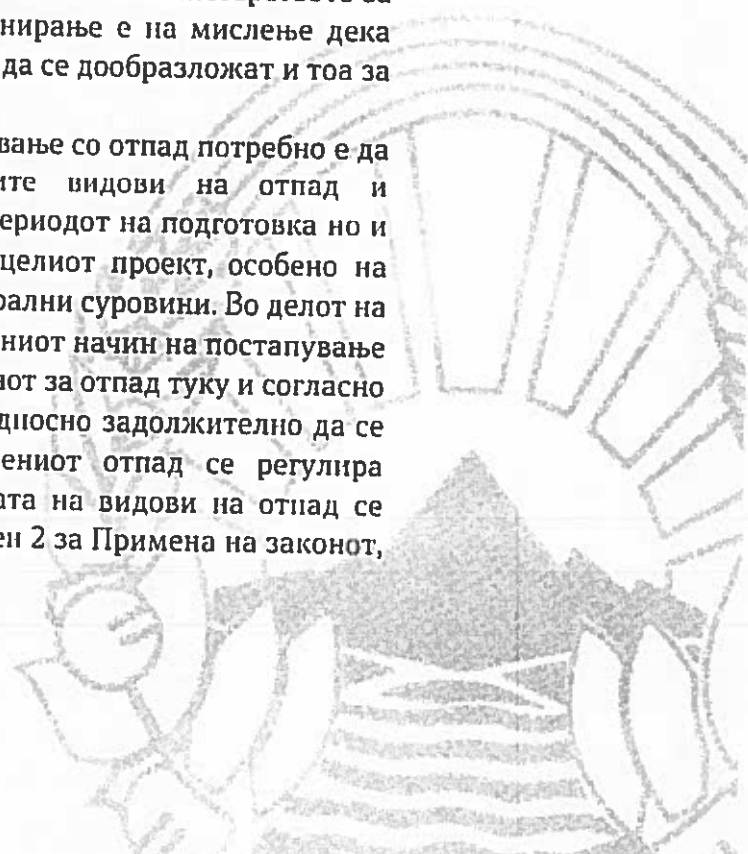 нирање е на мислење дека
да се дообразложат и тоа за
вање со отпад потребно е да
ите видови на отпад и
ериодот на подготовка но и
целиот проект, особено на
рални суровини. Во делот на
ниот начин на постапување
от за отпад туку и согласно
дносно задолжително да се
ениот отпад се регулира
ата на видови на отпад се
ен 2 за Примена на законот,